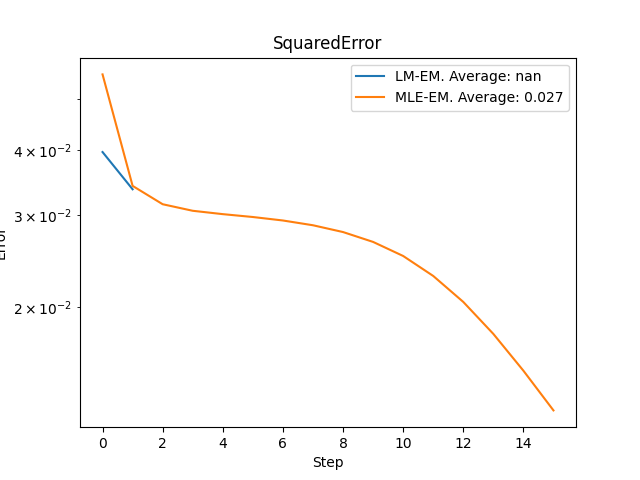 SquaredError
LM-EM. Average: nan
MLE-EM. Average: 0.027
4 × 10⁻²
3 × 10⁻²
2 × 10⁻²
Error
0 2 4 6 8 10 12 14
Step